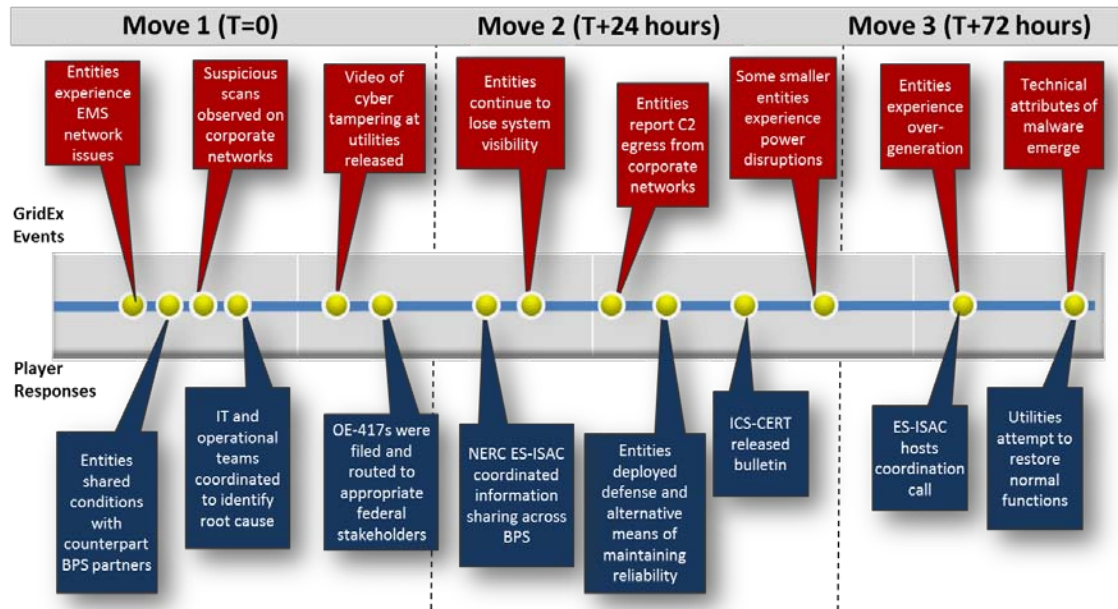 Move 1 (T=0)
Move 2 (T+24 hours)
Move 3 (T+72 hours)
Entities
experience
EMS
network
issues
Suspicious
scans
observed on
corporate
networks
Video of
cyber
tampering at
utilities
released
Entities
continue to
lose system
visibility
Entities
report C2
egress from
corporate
networks
Some smaller
entities
experience
power
disruptions
Entities
experience
over-
generation
Technical
attributes of
malware
emerge
GridEx
Events
Player
Responses
Entities
shared
conditions
with
counterpart
BPS partners
IT and
operational
teams
coordinated
to identify
root cause
OE-417s were
filed and
routed to
appropriate
federal
stakeholders
NERC ES-ISAC
coordinated
information
sharing across
BPS
Entities
deployed
defense and
alternative
means of
maintaining
reliability
ICS-CERT
released
bulletin
ES-ISAC
hosts
coordination
call
Utilities
attempt to
restore
normal
functions